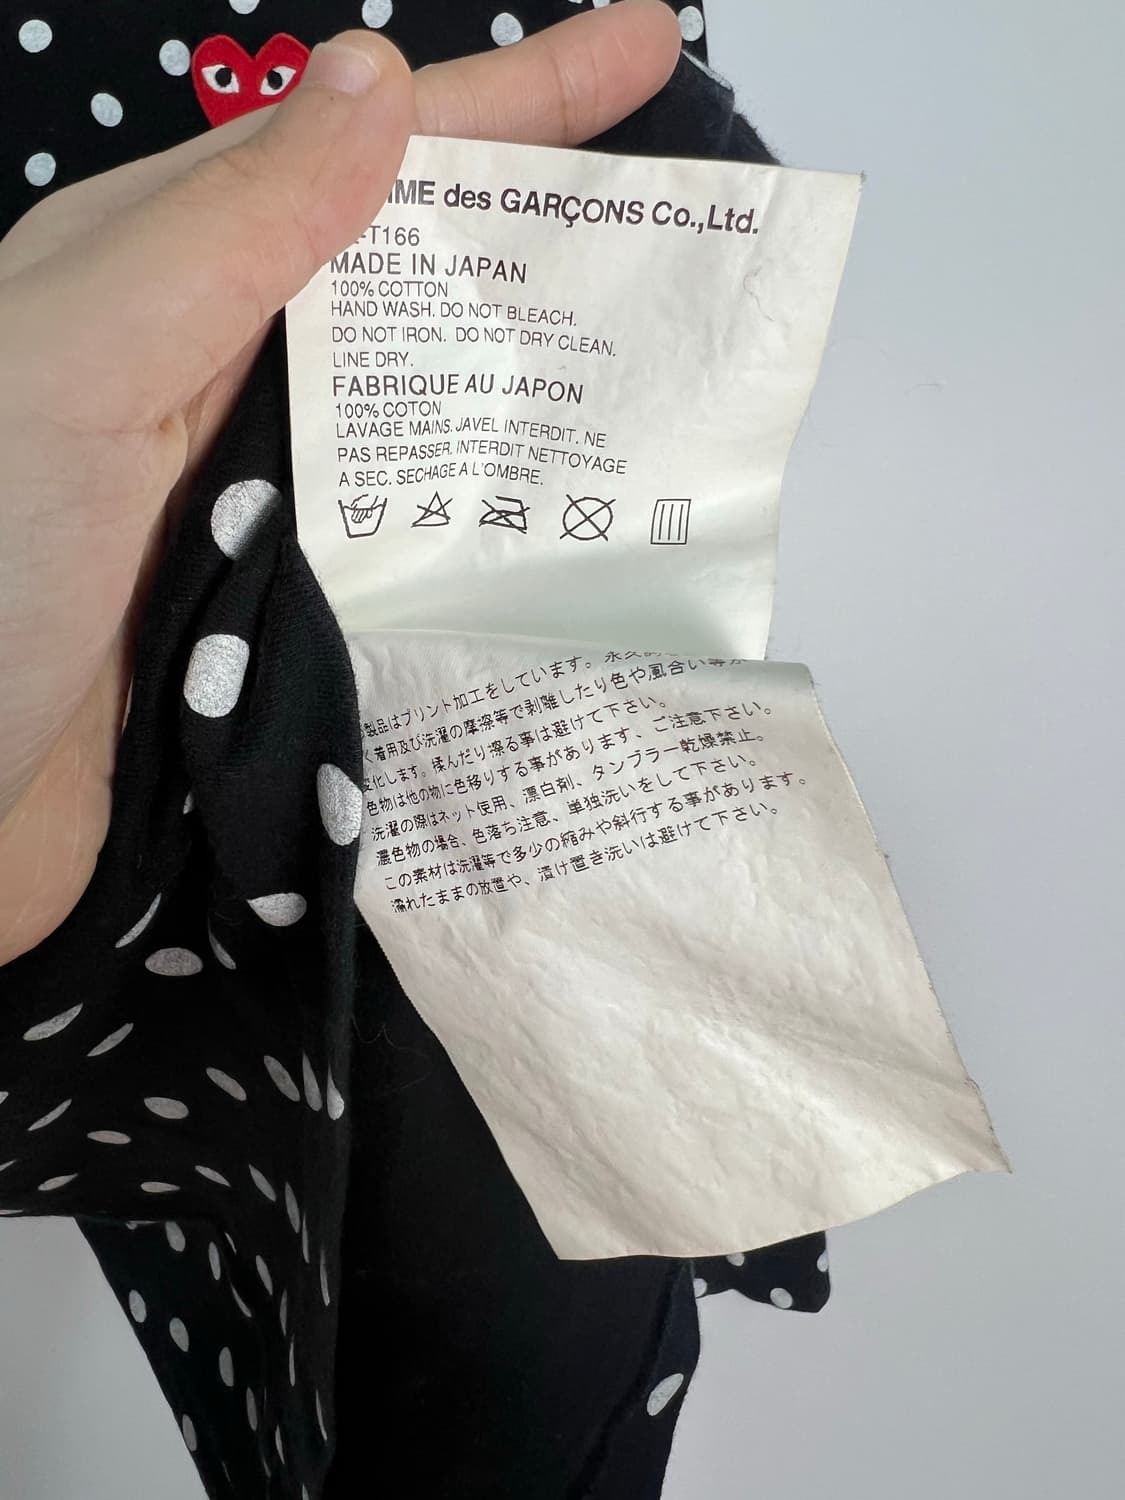 des GARÇONS Co.,Ltd.
-T166
MADE IN JAPAN
100% COTTON
HAND WASH. DO NOT BLEACH.
DO NOT IRON. DO NOT DRY CLEAN.
LINE DRY.
FABRIQUE AU JAPON
100% COTON
LAVAGE MAINS. JAVEL INTERDIT. NE
PAS REPASSER. INTERDIT NETTOYAGE
A SEC. SECHAGE A L'OMBRE.
製品はプリント加工をしています。
く着用及び洗濯の摩擦等で剥離したり色や風合い等が
変化します。揉んだり擦る事は避けて下さい。
色物は他の物に色移りする事があります、ご注意下さい。
洗濯の際はネット使用、漂白剤、タンブラー乾燥禁止。
濃色物の場合、色落ち注意、単独洗いをして下さい。
この素材は洗濯等で多少の縮みや斜行する事があります。
濡れたままの放置や、漬け置き洗いは避けて下さい。